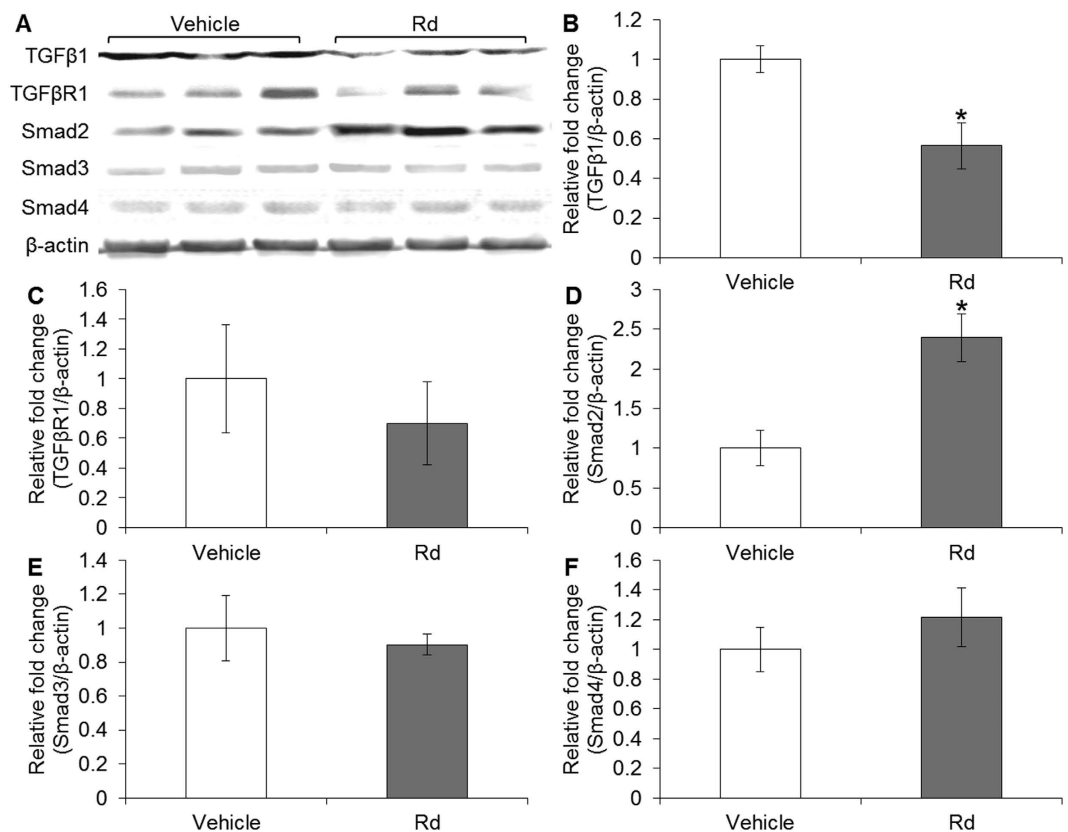 A
Vehicle
Rd
TGFβ1
TGFβR1
Smad2
Smad3
Smad4
β-actin
B
Relative fold change
(TGFβ1/β-actin)
1.2
1
0.8
0.6
0.4
0.2
0
*
Vehicle
Rd
C
Relative fold change
(TGFβR1/β-actin)
1.6
1.4
1.2
1
0.8
0.6
0.4
0.2
0
Vehicle
Rd
D
Relative fold change
(Smad2/β-actin)
3
2.5
2
1.5
1
0.5
0
*
Vehicle
Rd
E
Relative fold change
(Smad3/β-actin)
1.4
1.2
1
0.8
0.6
0.4
0.2
0
Vehicle
Rd
F
Relative fold change
(Smad4/β-actin)
1.6
1.4
1.2
1
0.8
0.6
0.4
0.2
0
Vehicle
Rd